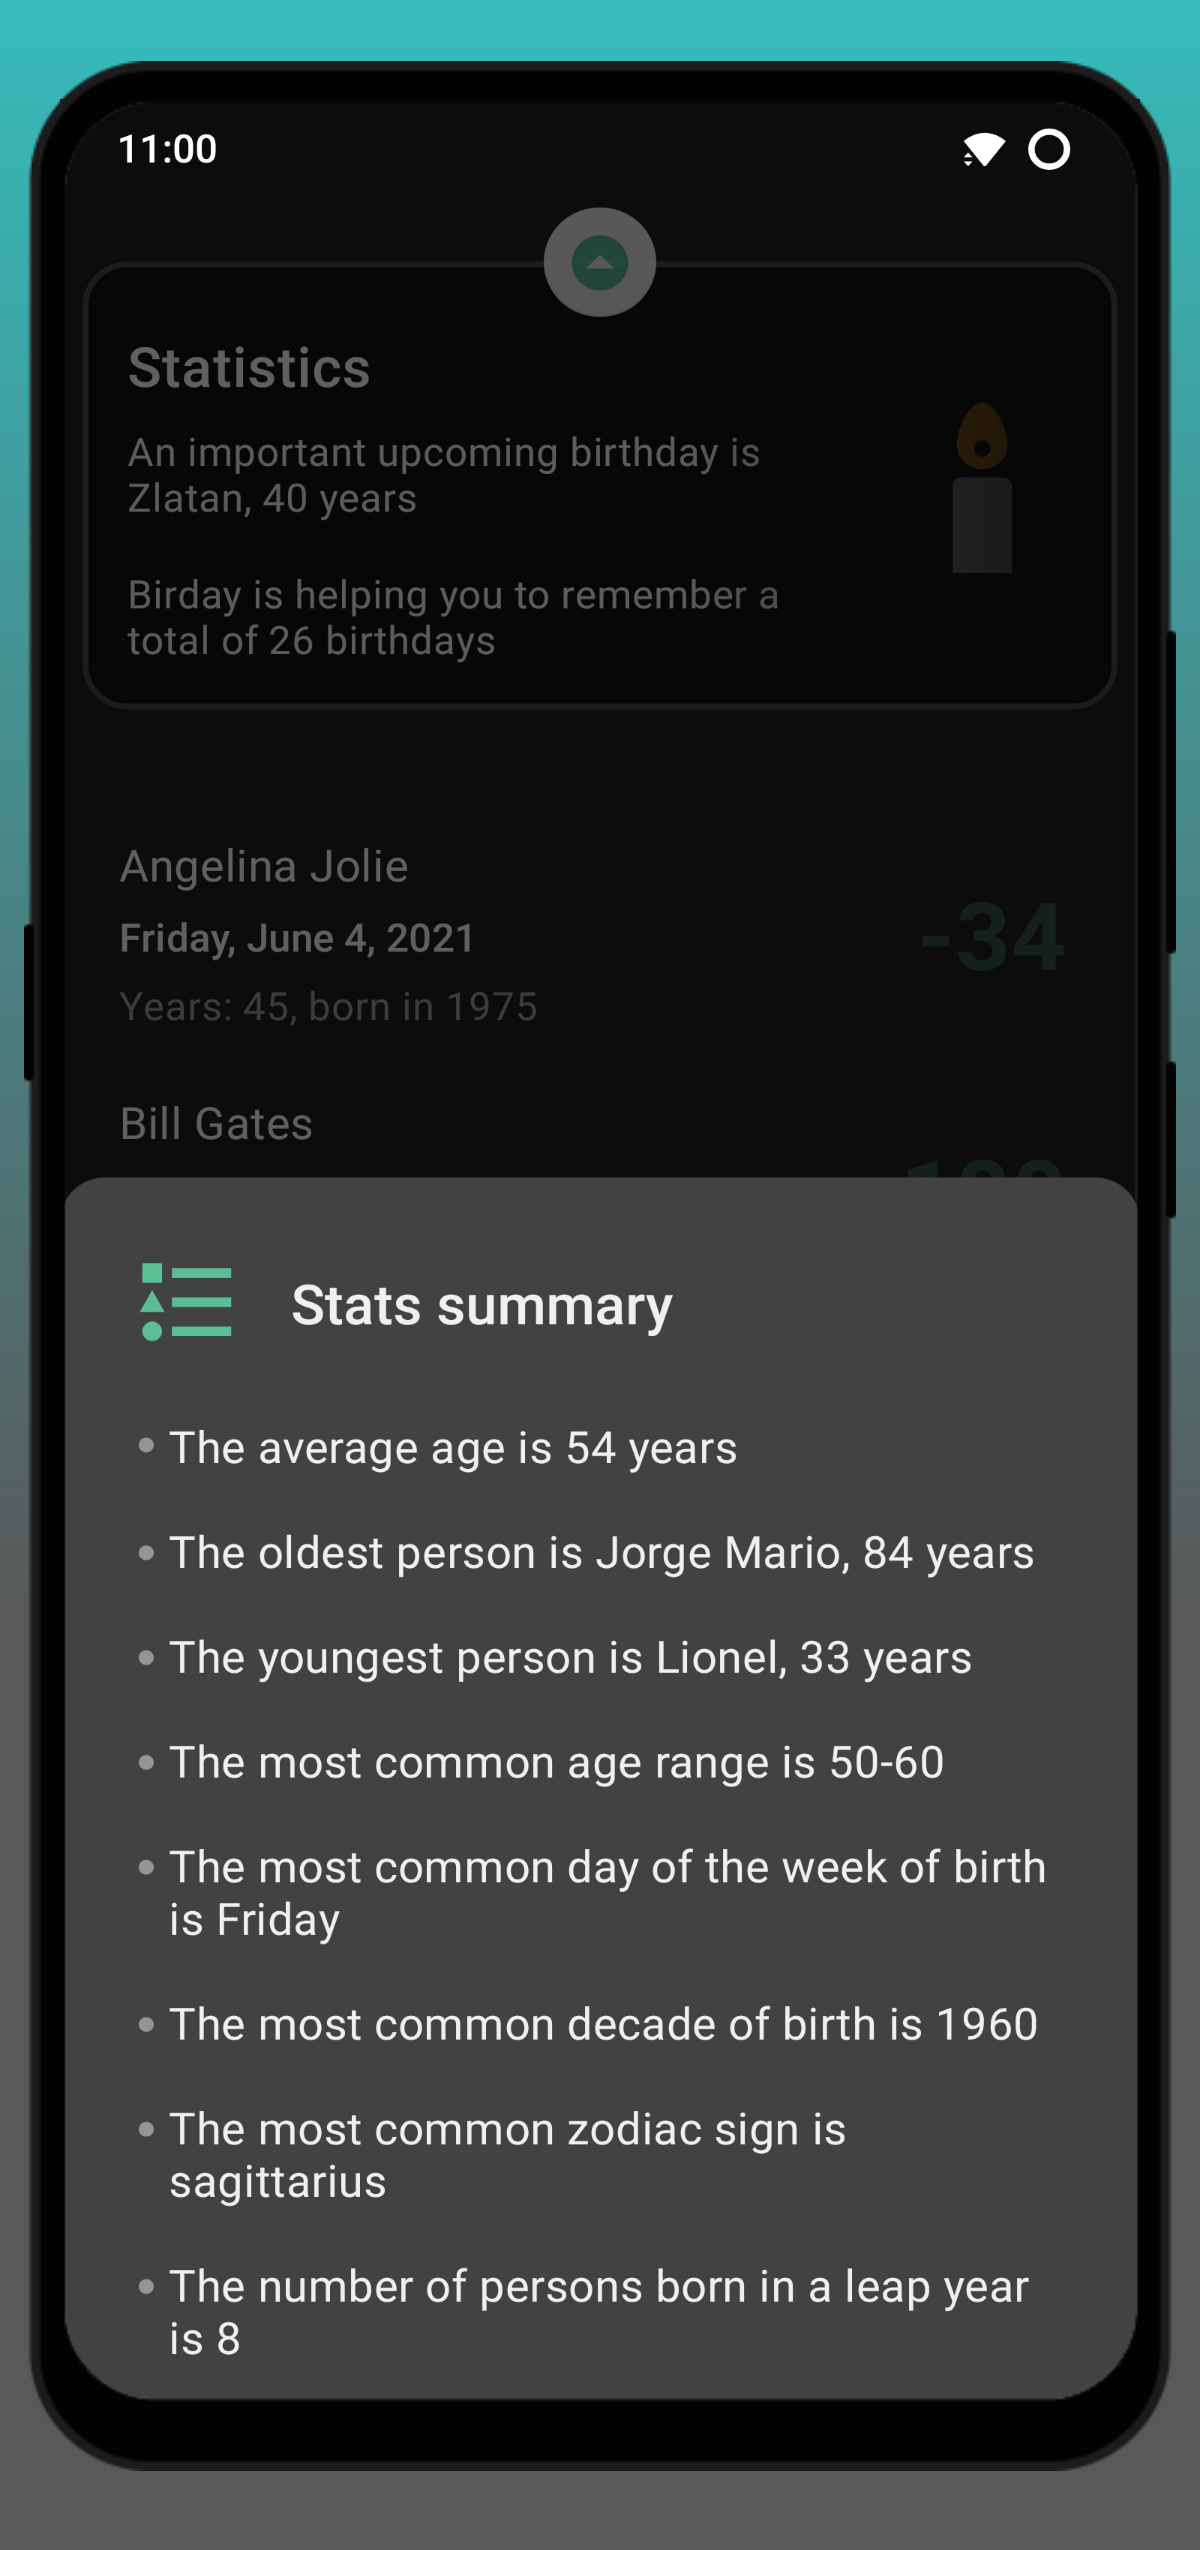 11:00
Statistics
An important upcoming birthday is
Zlatan, 40 years
Birday is helping you to remember a
total of 26 birthdays
Angelina Jolie
Friday, June 4, 2021
-34
Years: 45, born in 1975
Bill Gates
Stats summary
The average age is 54 years
The oldest person is Jorge Mario, 84 years
The youngest person is Lionel, 33 years
The most common age range is 50-60
The most common day of the week of birth
is Friday
The most common decade of birth is 1960
The most common zodiac sign is
sagittarius
The number of persons born in a leap year
is 8